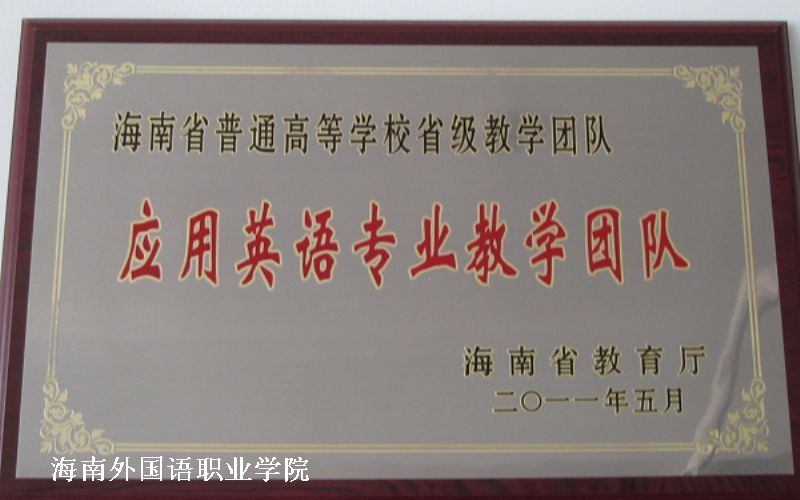 海南省普通高等学校省级教学团队
应用英语专业教学团队
海南省教育厅
二〇一一年五月
海南外国语职业学院